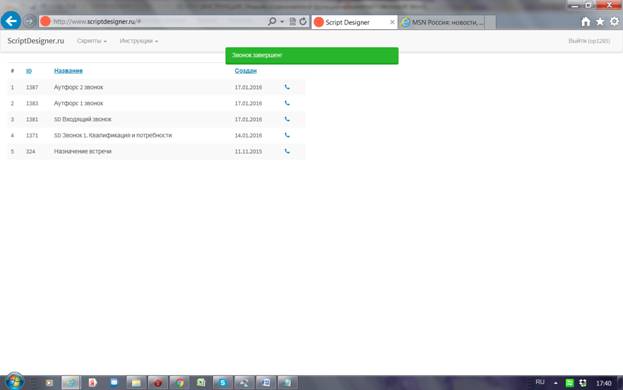 http://www.scriptdesigner.ru/#
Script Designer
MSN Россия: новости, ...
ScriptDesigner.ru Скрипты Инструкции Выйти (op1285)
Звонок завершен!
# ID Название Создан
1 1387 Аутфорс 2 звонок 17.01.2016
2 1383 Аутфорс 1 звонок 17.01.2016
3 1381 SD Входящий звонок 17.01.2016
4 1371 SD Звонок 1. Квалификация и потребности 14.01.2016
5 324 Назначение встречи 11.11.2015
RU 17:40